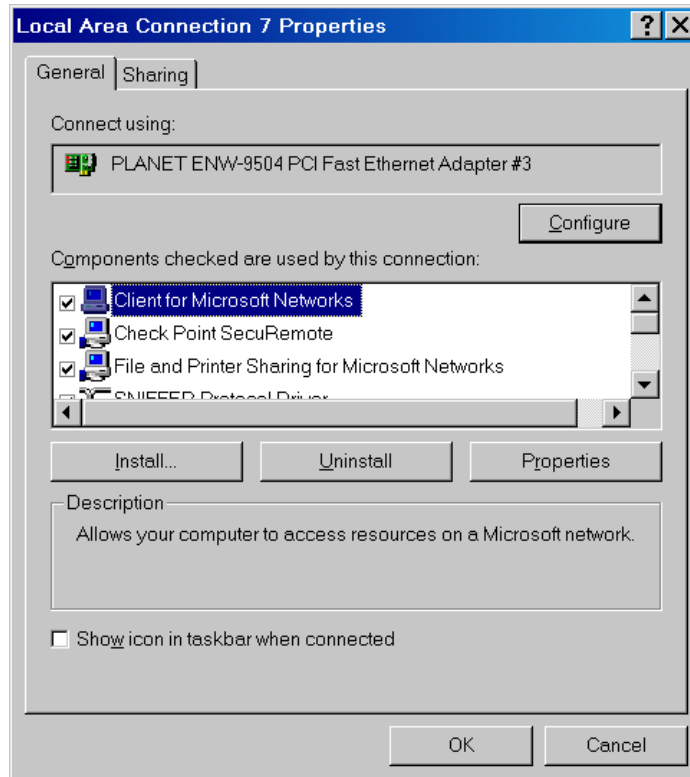 Local Area Connection 7 Properties
General
Sharing
Connect using:
PLANET ENW-9504 PCI Fast Ethernet Adapter #3
Configure
Components checked are used by this connection:
Client for Microsoft Networks
Check Point SecuRemote
File and Printer Sharing for Microsoft Networks
SNIFFER Protocol Driver
Install...
Uninstall
Properties
Description
Allows your computer to access resources on a Microsoft network.
Show icon in taskbar when connected
OK
Cancel